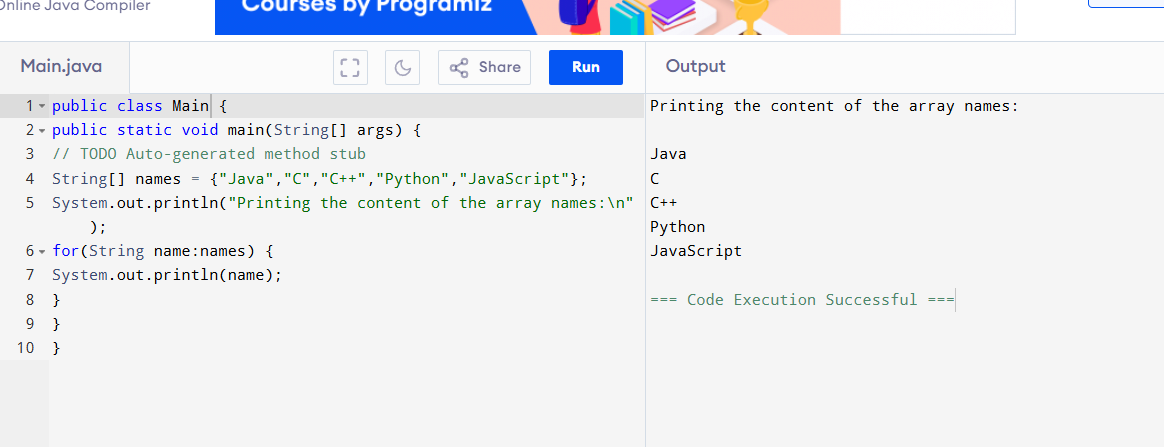 Online Java Compiler
Courses by Programiz
Main.java
Share
Run
Output
1 public class Main {
2 public static void main(String[] args) {
3 // TODO Auto-generated method stub
4 String[] names = {"Java","C","C++","Python","JavaScript"};
5 System.out.println("Printing the content of the array names:\n"
);
6 for(String name:names) {
7 System.out.println(name);
8 }
9 }
10 }
Printing the content of the array names:
Java
C
C++
Python
JavaScript
=== Code Execution Successful ===